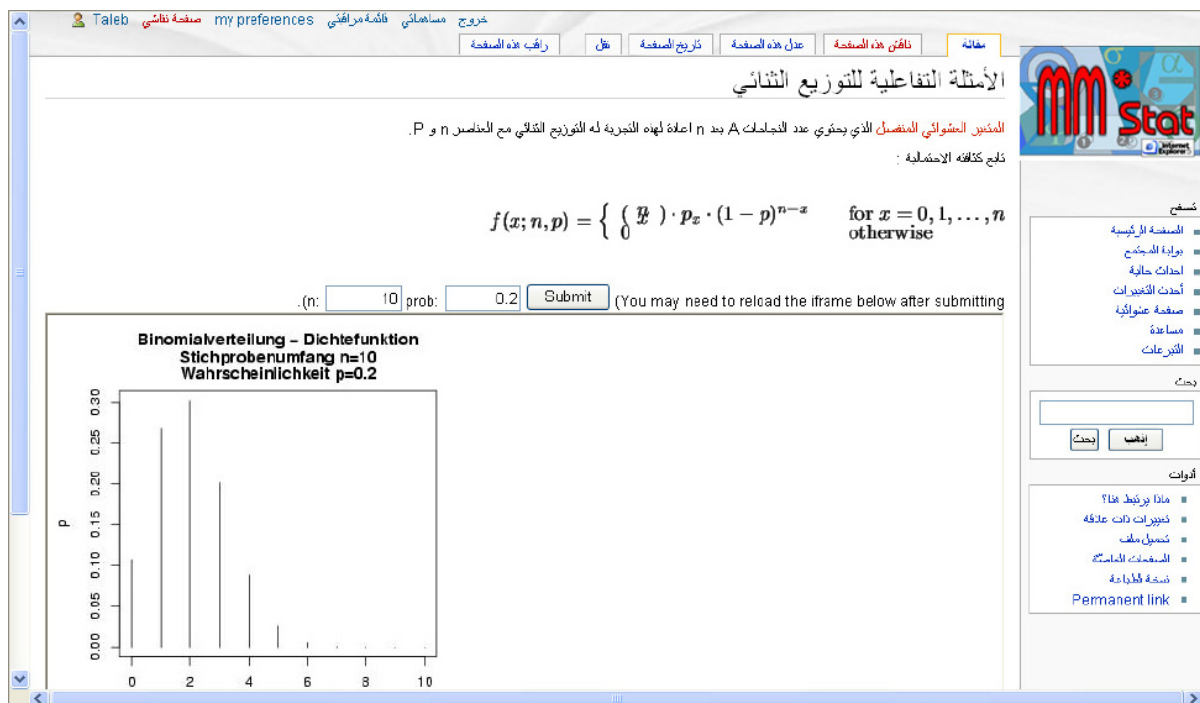 خروج مساهماتي قائمة مراقبتي my preferences صفحة نقاشي Taleb
مقالة ناقش هذه الصفحة عدل هذه الصفحة تاريخ الصفحة نقل راقب هذه الصفحة
MM*Stat
α
σ
Internet Explorer
الأمثلة التفاعلية للتوزيع الثنائي
المتغير العشوائي المنفصل الذي يحتوي عدد النجاحات A بعد n اعادة لهذه التجربة له التوزيع الثنائي مع العناصر n و P.
تابع كثافته الاحتمالية :
f(x; n, p) = { ( n x ) · p_x · (1 − p)^{n−x} for x = 0, 1, . . . , n
0 otherwise
.(n: 10 prob: 0.2 Submit (You may need to reload the iframe below after submitting
Binomialverteilung – Dichtefunktion
Stichprobenumfang n=10
Wahrscheinlichkeit p=0.2
0.30
0.25
0.20
0.15
0.10
0.05
0.00
p
0 2 4 6 8 10
تصفح
الصفحة الرئيسية
بوابة المجتمع
احداث حالية
أحدث التغييرات
صفحة عشوائية
مساعدة
التبرعات
بحث
إذهب بحث
أدوات
ماذا يرتبط هنا؟
تغييرات ذات علاقة
تحميل ملف
الصفحات الخاصة
نسخة للطباعة
Permanent link